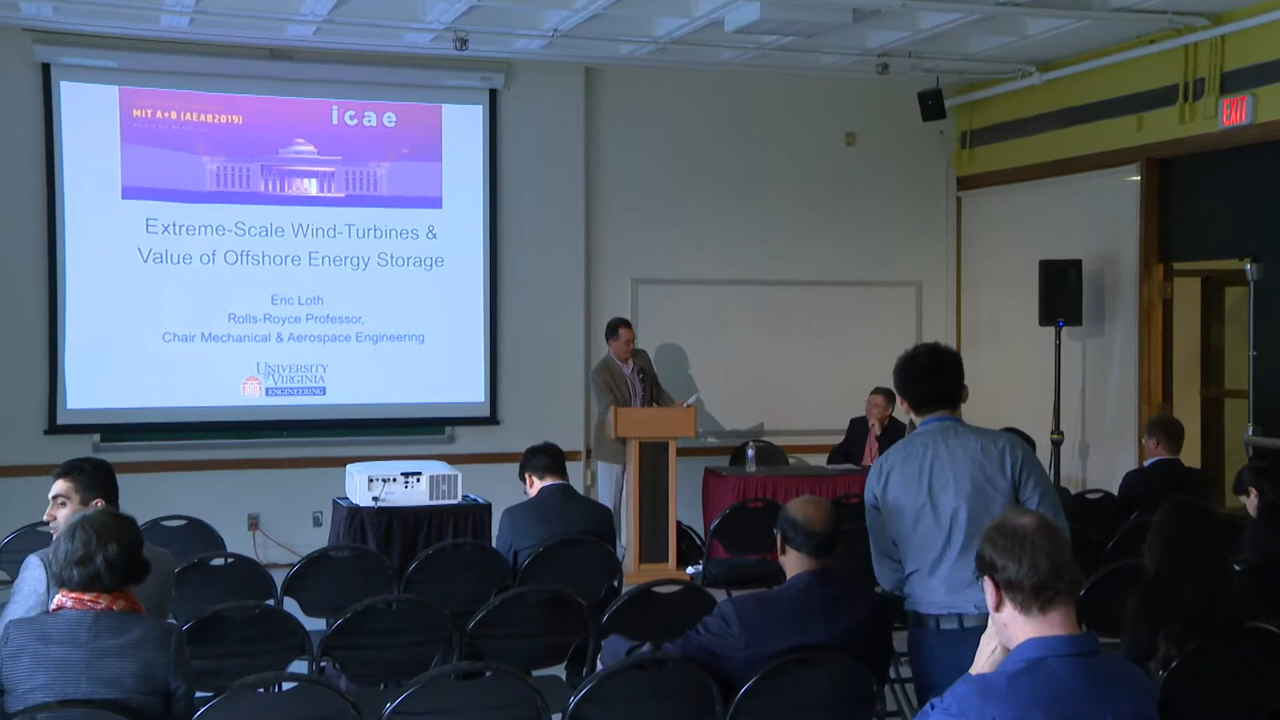 MIT A+B (AEAB2019)
icae
Extreme-Scale Wind-Turbines &
Value of Offshore Energy Storage
Eric Loth
Rolls-Royce Professor,
Chair Mechanical & Aerospace Engineering
UNIVERSITY
of VIRGINIA
ENGINEERING
EXIT